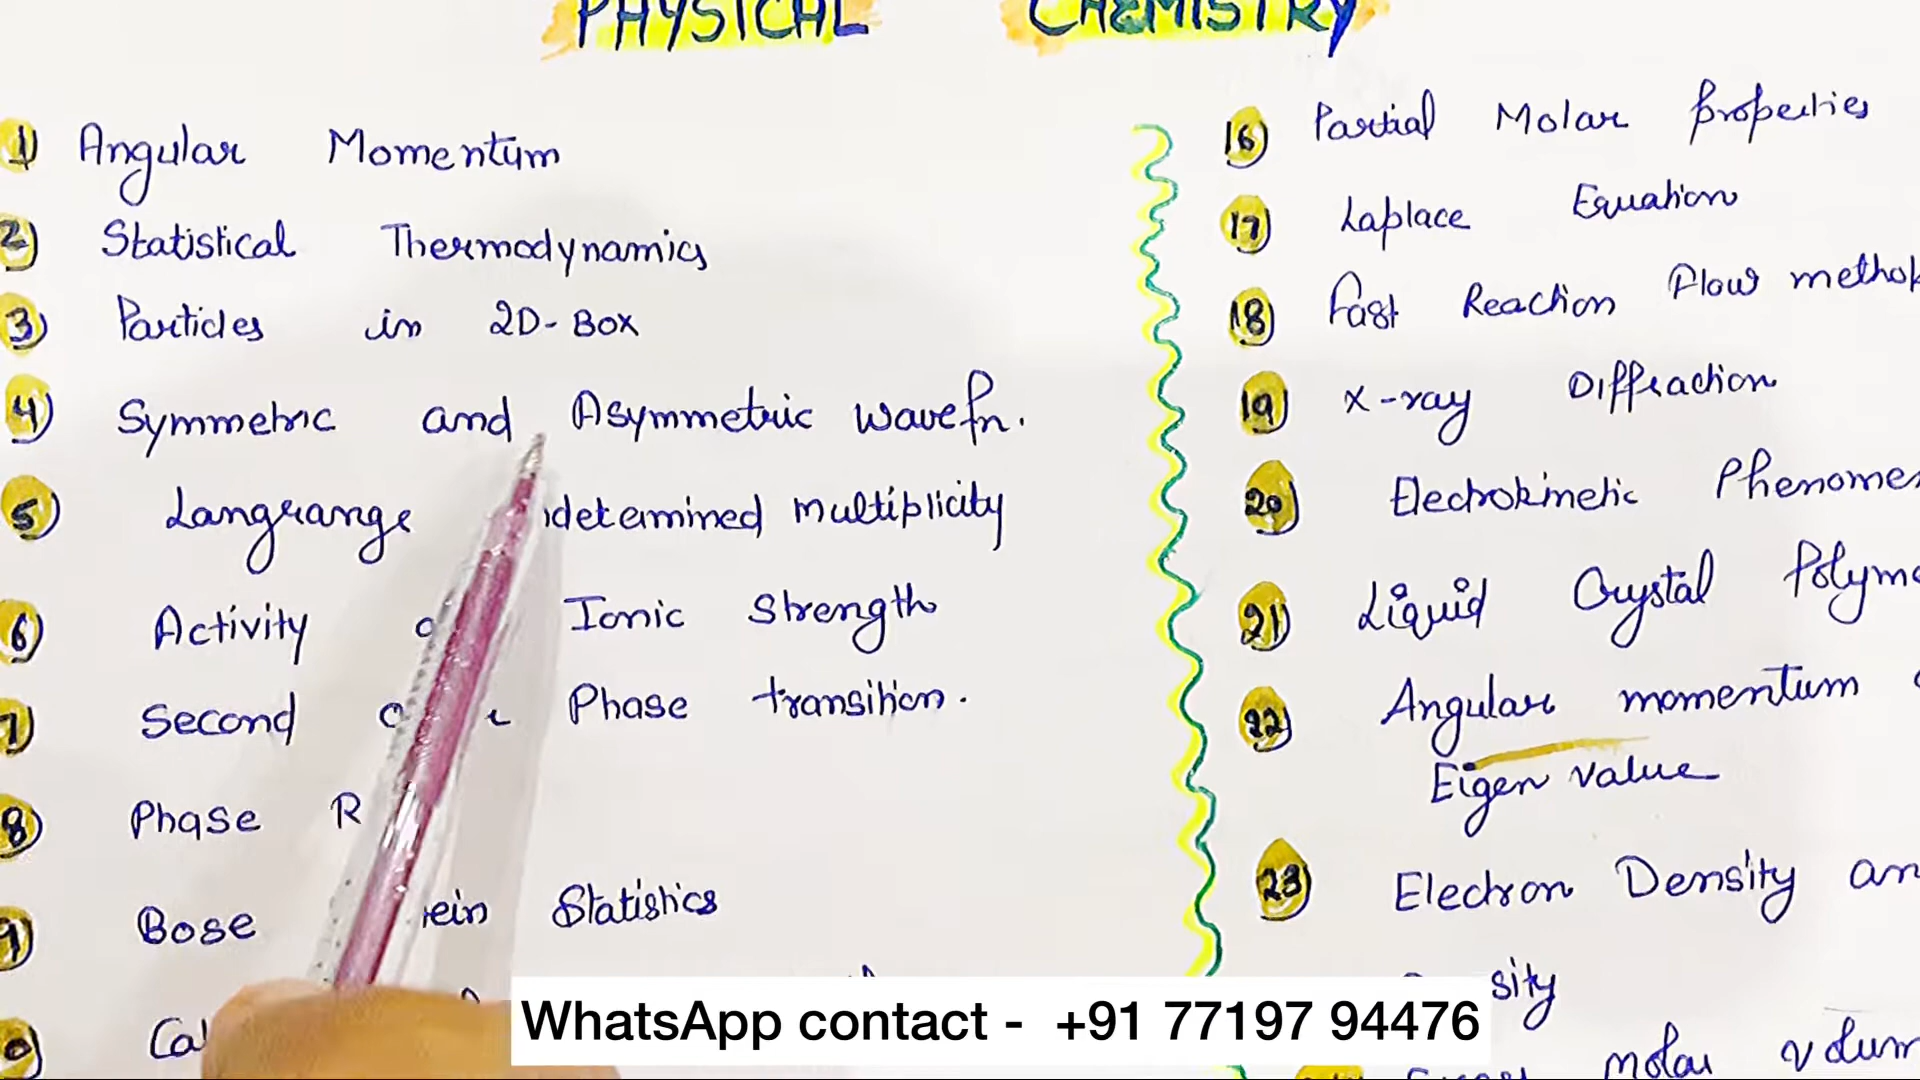 PHYSICAL CHEMISTRY
1) Angular Momentum
2) Statistical Thermodynamics
3) Particles in 2D-Box
4) Symmetric and Asymmetric wavefn.
5) Langrange determined multiplicity
6) Activity Ionic Strength
7) Second Phase transition.
8) Phase R
9) Bose ein Statistics
16) Partial Molar properties
17) Laplace Equation
18) Fast Reaction Flow method
19) X-ray Diffraction
20) Electrokinetic Phenomen
21) Liquid Crystal Polyme
22) Angular momentum
Eigen value
23) Electron Density an
sity
molar volum
WhatsApp contact - +91 77197 94476